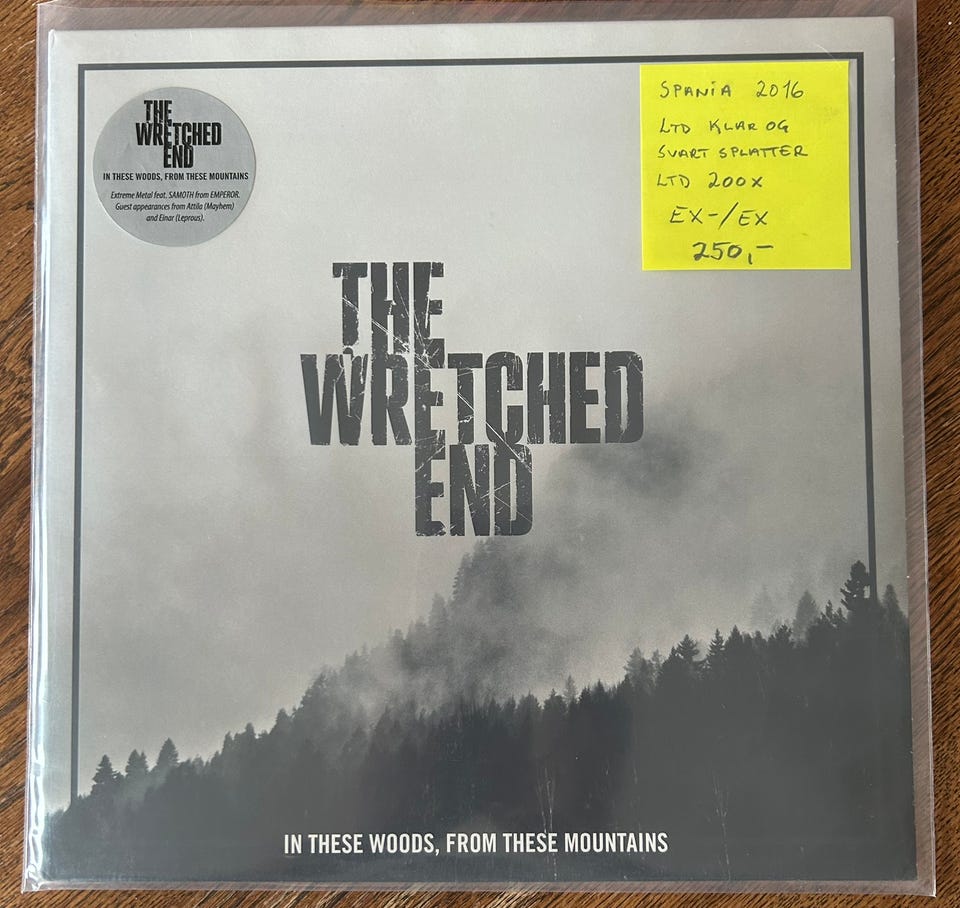 THE
WRETCHED
END
IN THESE WOODS, FROM THESE MOUNTAINS
Extreme Metal feat. SAMOTH from EMPEROR.
Guest appearances from Attila (Mayhem)
and Einar (Leprous).
SPANIA 2016
LTD KLAR OG
SVART SPLATTER
LTD 200X
EX-/EX
250,-
THE
WRETCHED
END
IN THESE WOODS, FROM THESE MOUNTAINS